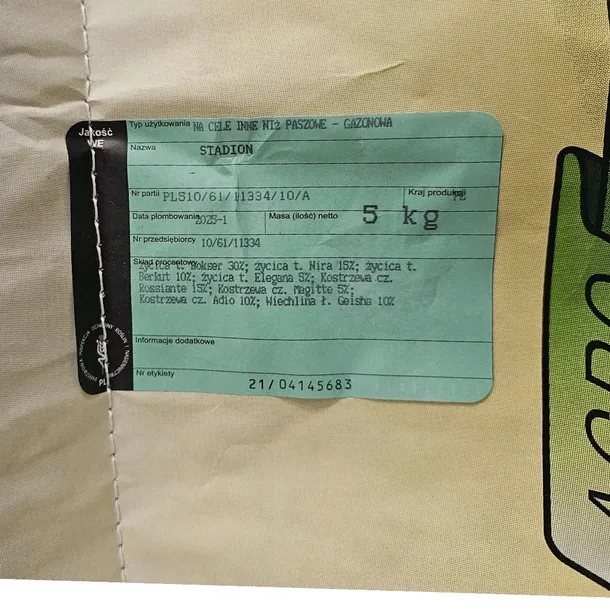 Jakość
WE
Typ użytkowania NA CELE INNE NIŻ PASZOWE - GAZONOWA
Nazwa STADION
Nr partii PL510/61/11334/10/A Kraj produkcji PL
Data plombowania 2025-1 Masa (ilość) netto 5 kg
Nr przedsiębiorcy 10/61/11334
Skład procentowy
życica t. Bokser 30%; życica t. Nira 15%; życica t.
Berkut 10%; życica t. Elegana 5%; Kostrzewa cz.
Rossiante 15%; Kostrzewa cz. Magitte 5%;
Kostrzewa cz. Adio 10%; Wiechlina ł. Geisha 10%
Informacje dodatkowe
PL
Nr etykiety
21/04145683